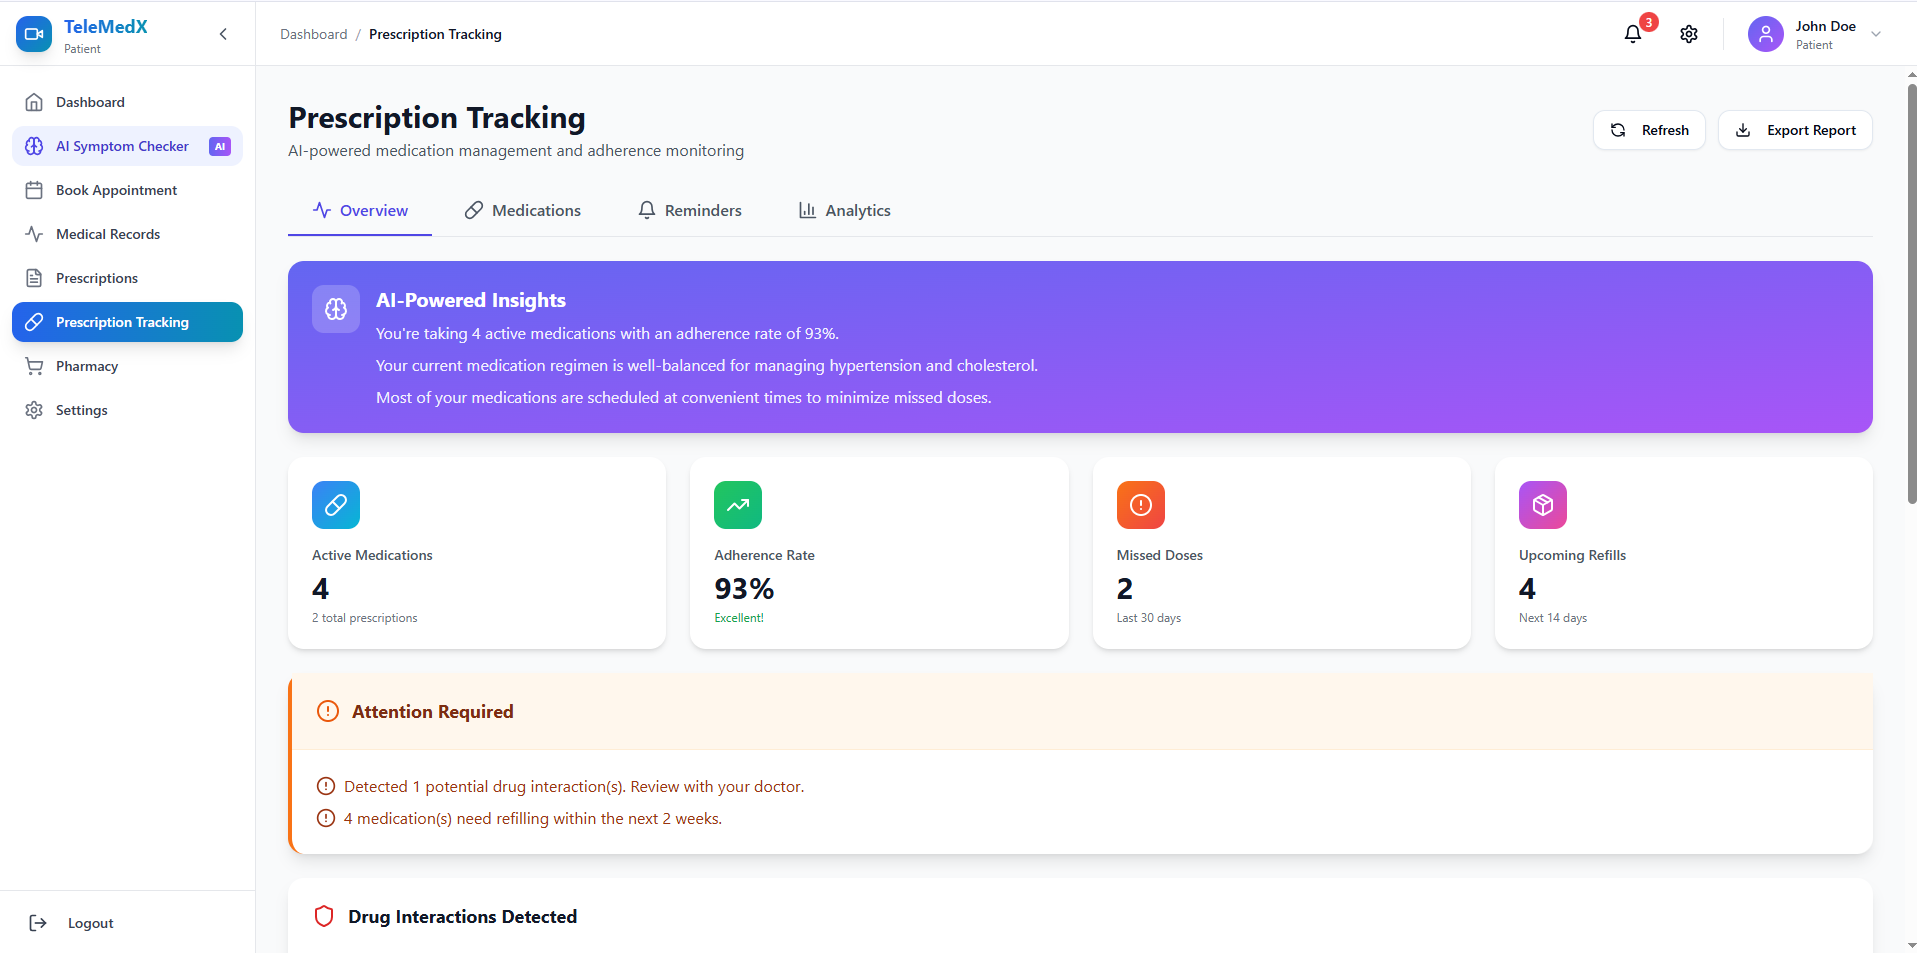 TeleMedX
Patient
Dashboard / Prescription Tracking
3
John Doe
Patient
Dashboard
AI Symptom Checker AI
Book Appointment
Medical Records
Prescriptions
Prescription Tracking
Pharmacy
Settings
Logout
Prescription Tracking
AI-powered medication management and adherence monitoring
Refresh
Export Report
Overview
Medications
Reminders
Analytics
AI-Powered Insights
You're taking 4 active medications with an adherence rate of 93%.
Your current medication regimen is well-balanced for managing hypertension and cholesterol.
Most of your medications are scheduled at convenient times to minimize missed doses.
Active Medications
4
2 total prescriptions
Adherence Rate
93%
Excellent!
Missed Doses
2
Last 30 days
Upcoming Refills
4
Next 14 days
Attention Required
Detected 1 potential drug interaction(s). Review with your doctor.
4 medication(s) need refilling within the next 2 weeks.
Drug Interactions Detected